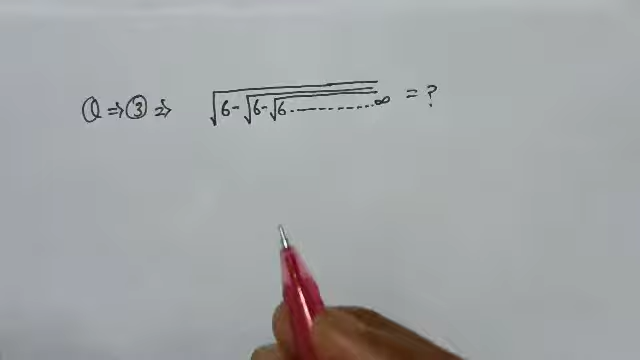 Q ⇒ ③ ⇒ √6-√6-√6--------∞ = ?